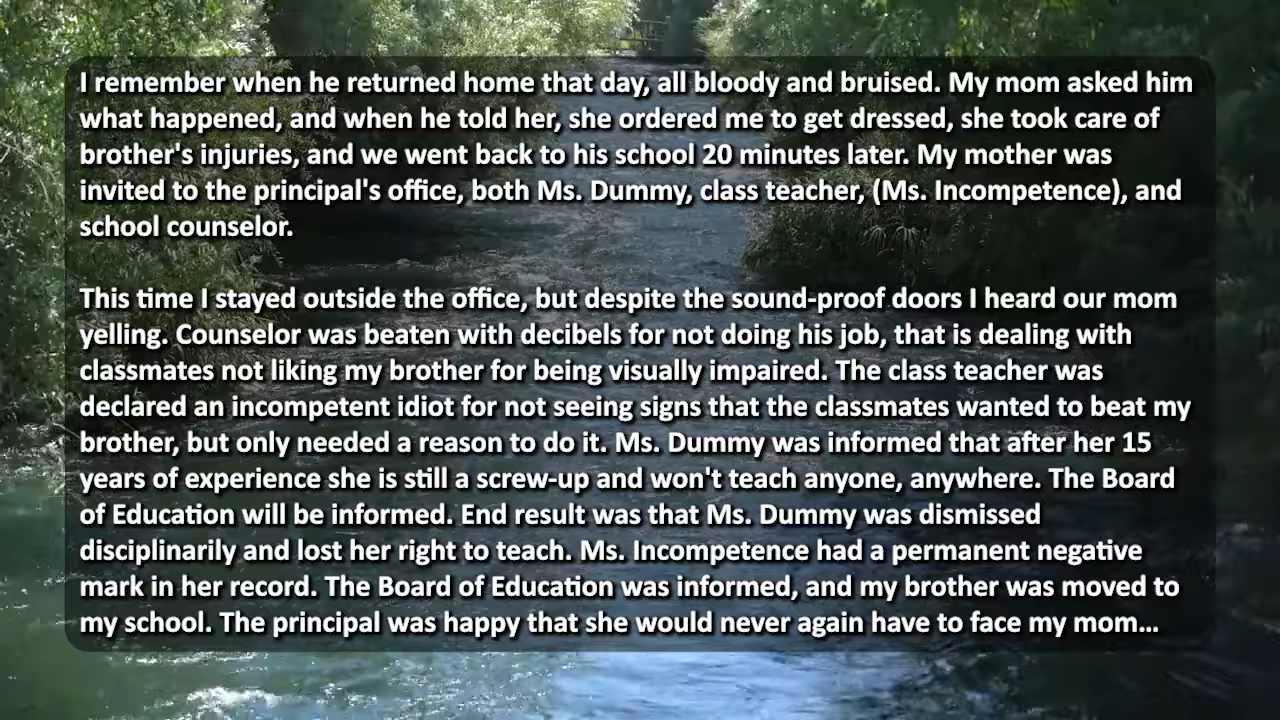 I remember when he returned home that day, all bloody and bruised. My mom asked him
what happened, and when he told her, she ordered me to get dressed, she took care of
brother's injuries, and we went back to his school 20 minutes later. My mother was
invited to the principal's office, both Ms. Dummy, class teacher, (Ms. Incompetence), and
school counselor.
This time I stayed outside the office, but despite the sound-proof doors I heard our mom
yelling. Counselor was beaten with decibels for not doing his job, that is dealing with
classmates not liking my brother for being visually impaired. The class teacher was
declared an incompetent idiot for not seeing signs that the classmates wanted to beat my
brother, but only needed a reason to do it. Ms. Dummy was informed that after her 15
years of experience she is still a screw-up and won't teach anyone, anywhere. The Board
of Education will be informed. End result was that Ms. Dummy was dismissed
disciplinarily and lost her right to teach. Ms. Incompetence had a permanent negative
mark in her record. The Board of Education was informed, and my brother was moved to
my school. The principal was happy that she would never again have to face my mom...